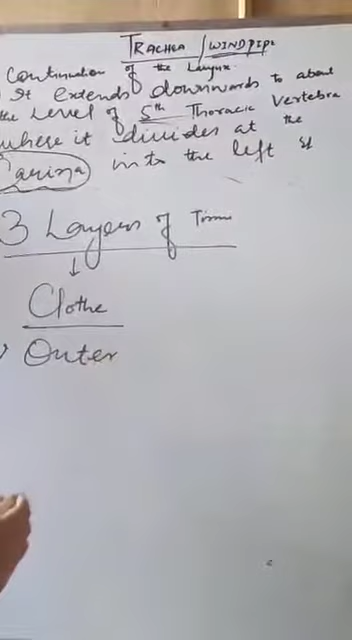 TRACHEA / WINDPIPE
Continuation of the Larynx.
It extends downwards to about
the Level of 5th Thoracic Vertebra
where it divides at the
Carina into the left &
3 Layers of
↓
Clothe
Outer